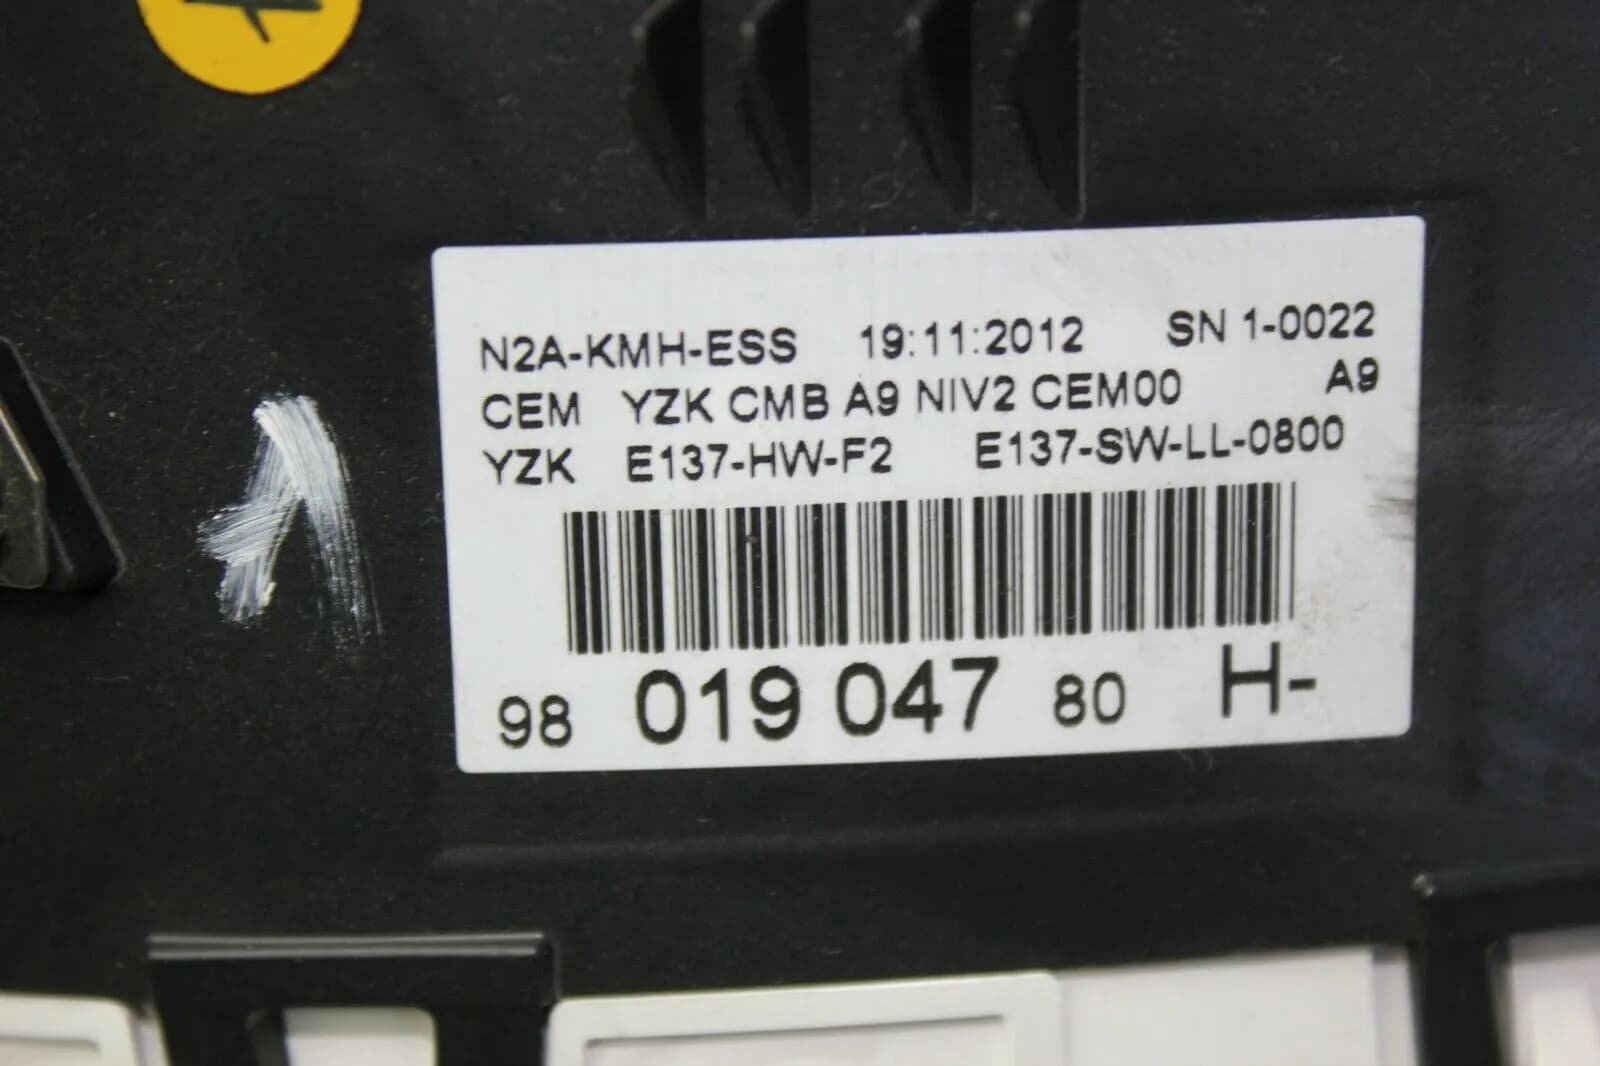 N2A-KMH-ESS 19:11:2012 SN 1-0022
CEM YZK CMB A9 NIV2 CEM00 A9
YZK E137-HW-F2 E137-SW-LL-0800
98 019 047 80 H-